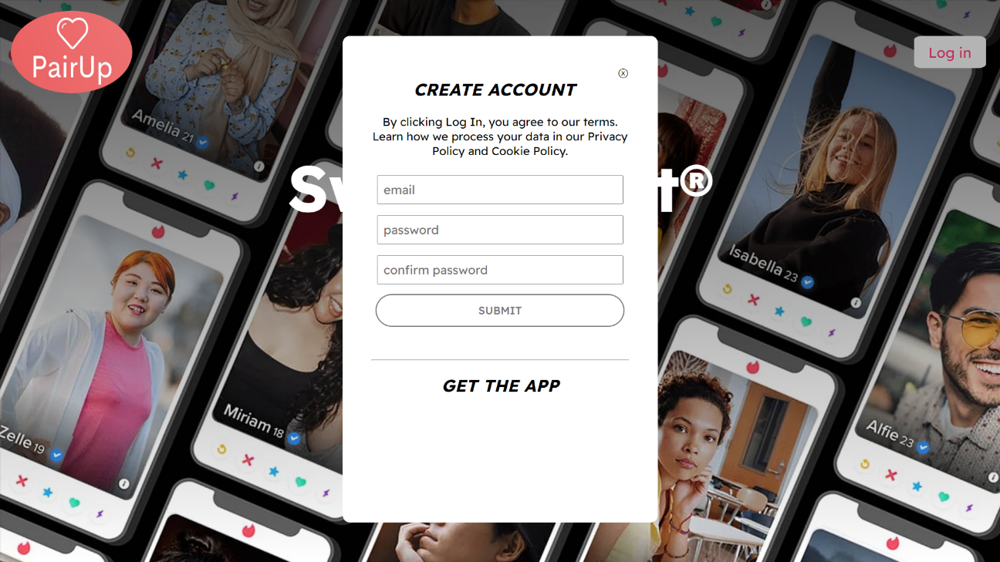 PairUp
Log in
CREATE ACCOUNT
By clicking Log In, you agree to our terms.
Learn how we process your data in our Privacy
Policy and Cookie Policy.
email
password
confirm password
SUBMIT
GET THE APP
Amelia 21
Isabella 23
Zelle 19
Miriam 18
Alfie 23